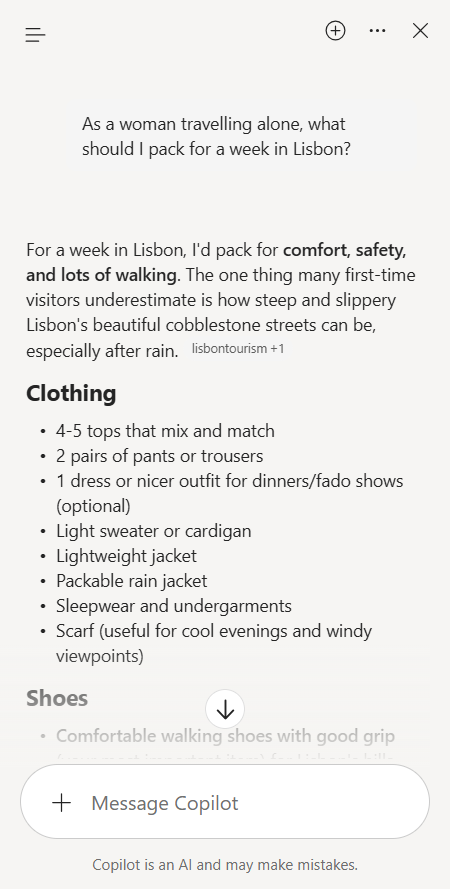 As a woman travelling alone, what
should I pack for a week in Lisbon?
For a week in Lisbon, I'd pack for comfort, safety,
and lots of walking. The one thing many first-time
visitors underestimate is how steep and slippery
Lisbon's beautiful cobblestone streets can be,
especially after rain. lisbontourism +1
Clothing
• 4-5 tops that mix and match
• 2 pairs of pants or trousers
• 1 dress or nicer outfit for dinners/fado shows
(optional)
• Light sweater or cardigan
• Lightweight jacket
• Packable rain jacket
• Sleepwear and undergarments
• Scarf (useful for cool evenings and windy
viewpoints)
Shoes
• Comfortable walking shoes with good grip
Message Copilot
Copilot is an AI and may make mistakes.